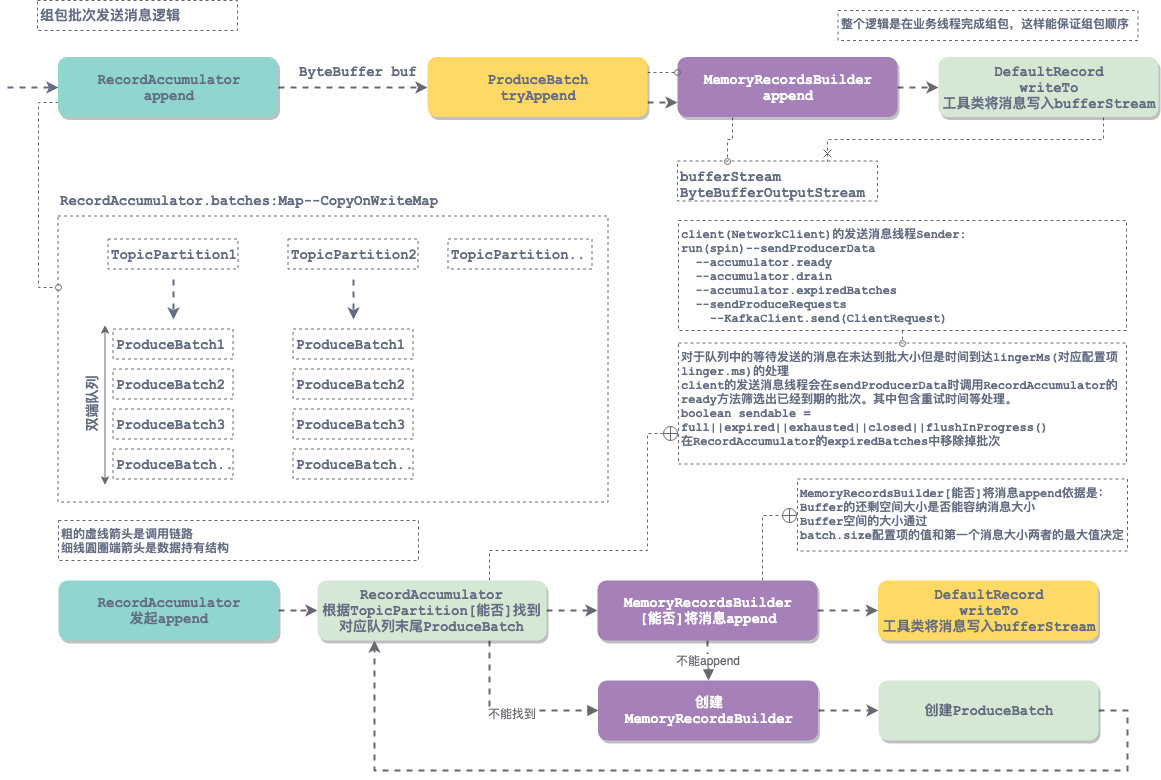 组包批次发送消息逻辑
整个逻辑是在业务线程完成组包，这样能保证组包顺序
RecordAccumulator
append
ByteBuffer buf
ProduceBatch
tryAppend
MemoryRecordsBuilder
append
DefaultRecord
writeTo
工具类将消息写入bufferStream
bufferStream
ByteBufferOutputStream
RecordAccumulator.batches:Map--CopyOnWriteMap
TopicPartition1
TopicPartition2
TopicPartition..
双端队列
ProduceBatch1
ProduceBatch2
ProduceBatch3
ProduceBatch..
ProduceBatch1
ProduceBatch2
ProduceBatch3
ProduceBatch..
client(NetworkClient)的发送消息线程Sender:
run(spin)--sendProducerData
--accumulator.ready
--accumulator.drain
--accumulator.expiredBatches
--sendProduceRequests
--KafkaClient.send(ClientRequest)
对于队列中的等待发送的消息在未达到批大小但是时间到达lingerMs(对应配置项
linger.ms)的处理
client的发送消息线程会在sendProducerData时调用RecordAccumulator的
ready方法筛选出已经到期的批次。其中包含重试时间等处理。
boolean sendable =
full||expired||exhausted||closed||flushInProgress()
在RecordAccumulator的expiredBatches中移除掉批次
MemoryRecordsBuilder[能否]将消息append依据是:
Buffer的还剩空间大小是否能容纳消息大小
Buffer空间的大小通过
batch.size配置项的值和第一个消息大小两者的最大值决定
粗的虚线箭头是调用链路
细线圆圈端箭头是数据持有结构
RecordAccumulator
发起append
RecordAccumulator
根据TopicPartition[能否]找到
对应队列末尾ProduceBatch
MemoryRecordsBuilder
[能否]将消息append
DefaultRecord
writeTo
工具类将消息写入bufferStream
不能append
不能找到
创建
MemoryRecordsBuilder
创建ProduceBatch